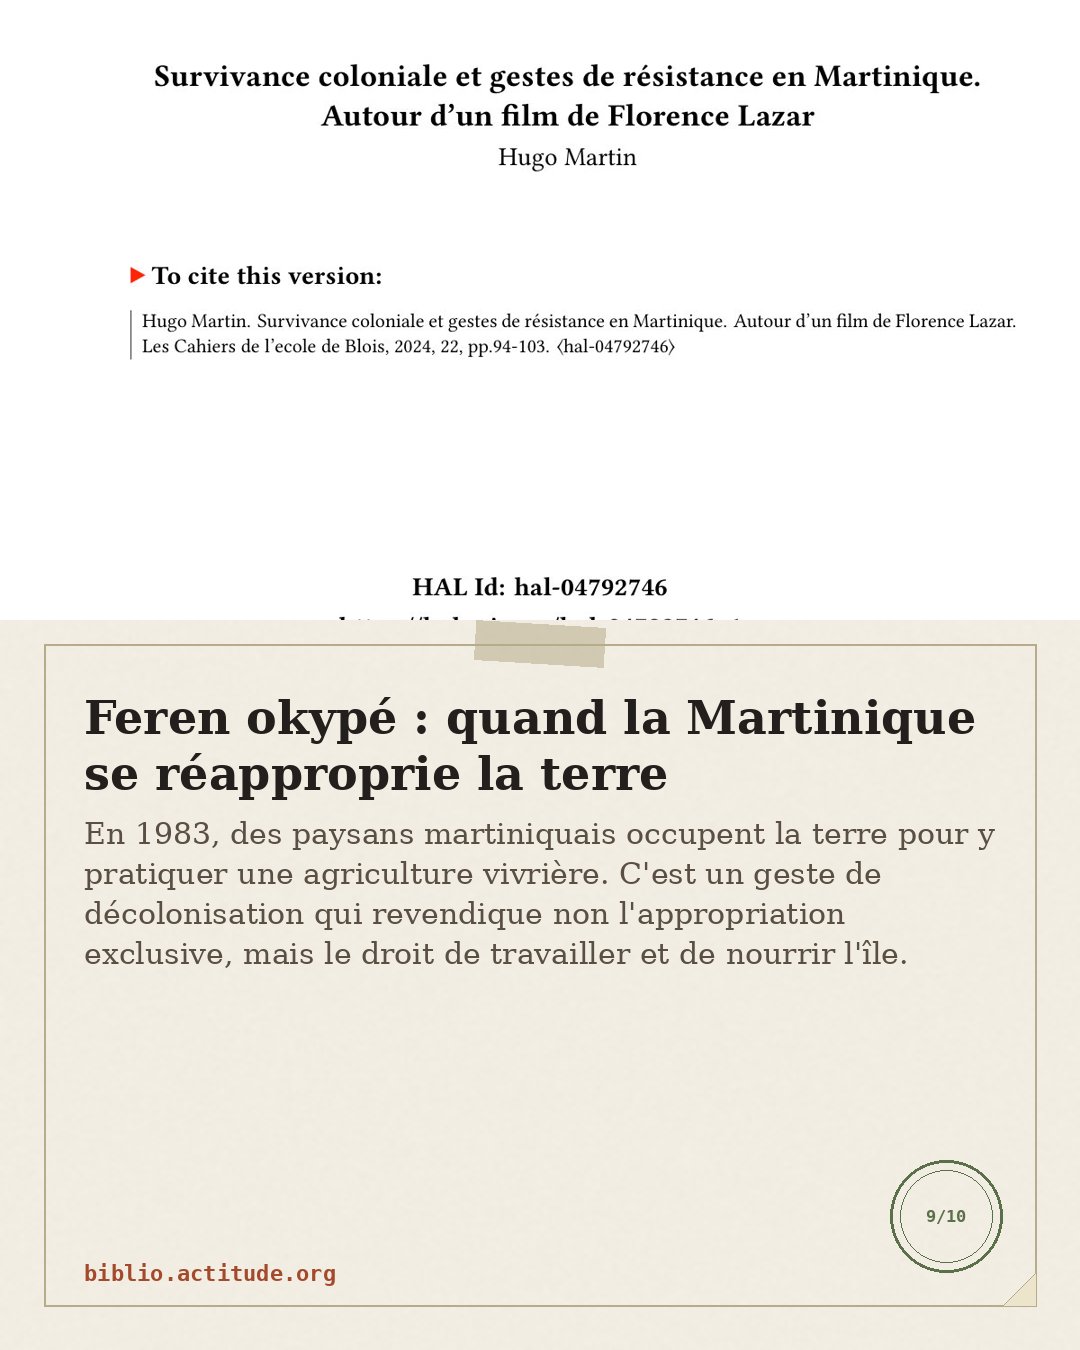 Survivance coloniale et gestes de résistance en Martinique.
Autour d’un film de Florence Lazar
Hugo Martin
To cite this version:
Hugo Martin. Survivance coloniale et gestes de résistance en Martinique. Autour d’un film de Florence Lazar.
Les Cahiers de l’ecole de Blois, 2024, 22, pp.94-103. ⟨hal-04792746⟩
HAL Id: hal-04792746
Feren okypé : quand la Martinique
se réapproprie la terre
En 1983, des paysans martiniquais occupent la terre pour y
pratiquer une agriculture vivrière. C'est un geste de
décolonisation qui revendique non l'appropriation
exclusive, mais le droit de travailler et de nourrir l'île.
9/10
biblio.actitude.org